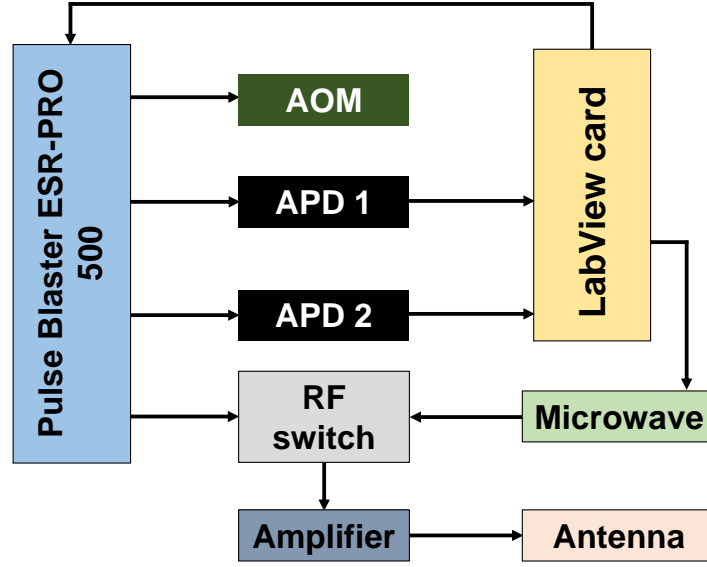 Pulse Blaster ESR-PRO
500
AOM
APD 1
APD 2
RF
switch
Amplifier
LabView card
Microwave
Antenna